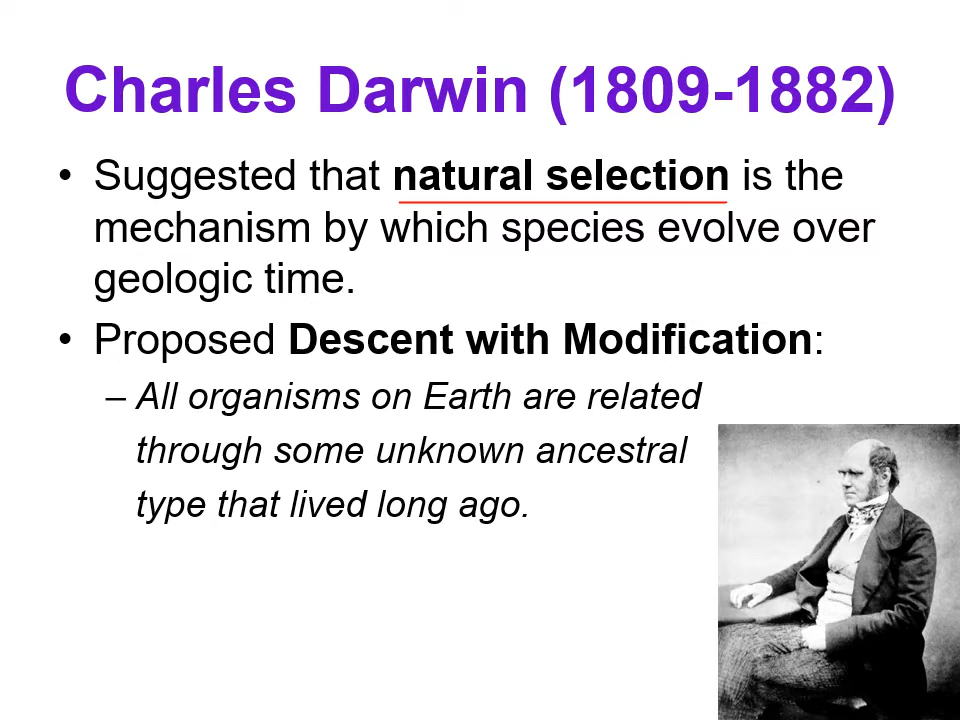 Charles Darwin (1809-1882)
• Suggested that natural selection is the
mechanism by which species evolve over
geologic time.
• Proposed Descent with Modification:
– All organisms on Earth are related
through some unknown ancestral
type that lived long ago.